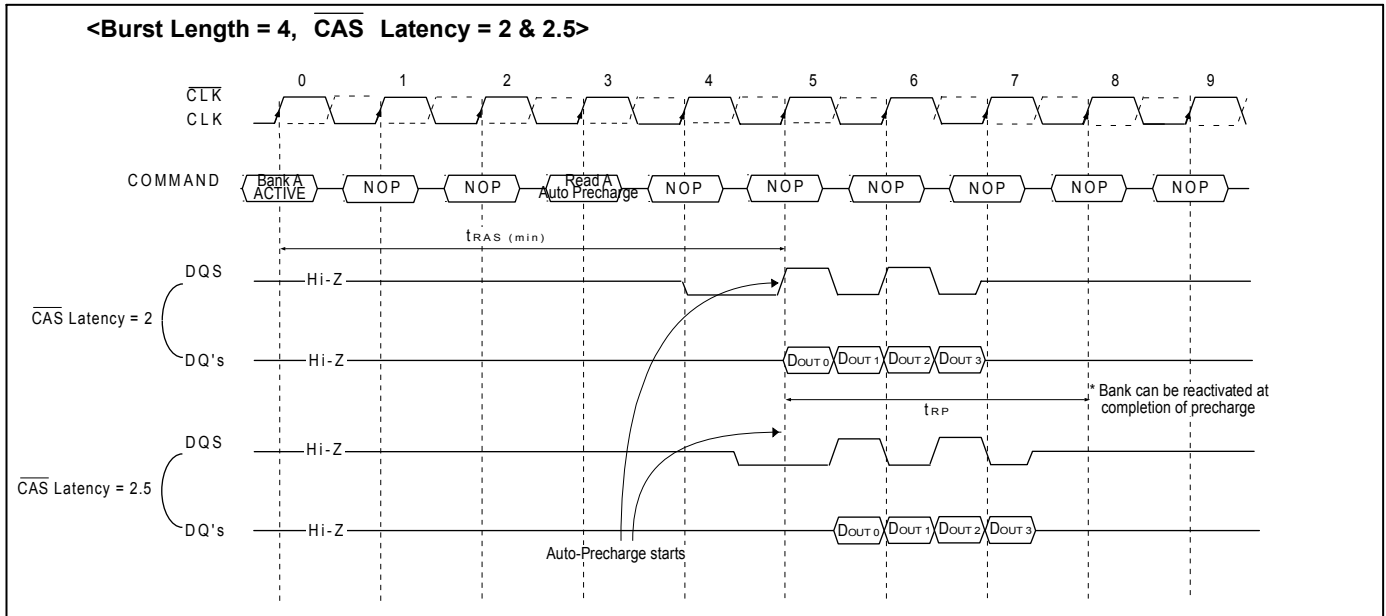 <Burst Length = 4, CAS Latency = 2 & 2.5>
0 1 2 3 4 5 6 7 8 9
CLK
CLK
COMMAND Bank A ACTIVE NOP NOP Read A Auto Precharge NOP NOP NOP NOP NOP NOP
tRAS (min)
DQS Hi-Z
CAS Latency = 2
DQ's Hi-Z DOUT 0 DOUT 1 DOUT 2 DOUT 3
* Bank can be reactivated at
completion of precharge
tRP
DQS Hi-Z
CAS Latency = 2.5
DQ's Hi-Z DOUT 0 DOUT 1 DOUT 2 DOUT 3
Auto-Precharge starts